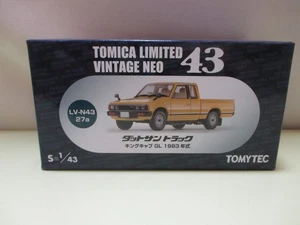 TOMICA LIMITED
VINTAGE NEO 43
LV-N43
27a
ダットサン トラック
キングキャブ GL 1983年式
S=1/43
TOMYTEC